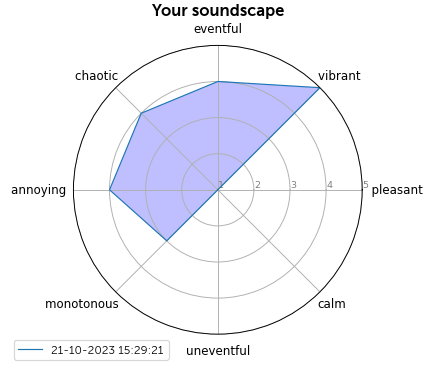 Your soundscape
eventful
chaotic
vibrant
annoying
1
2
3
4
5
pleasant
monotonous
calm
uneventful
21-10-2023 15:29:21